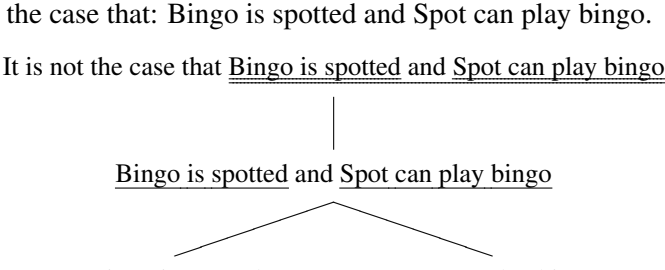 the case that: Bingo is spotted and Spot can play bingo.
It is not the case that Bingo is spotted and Spot can play bingo
Bingo is spotted and Spot can play bingo